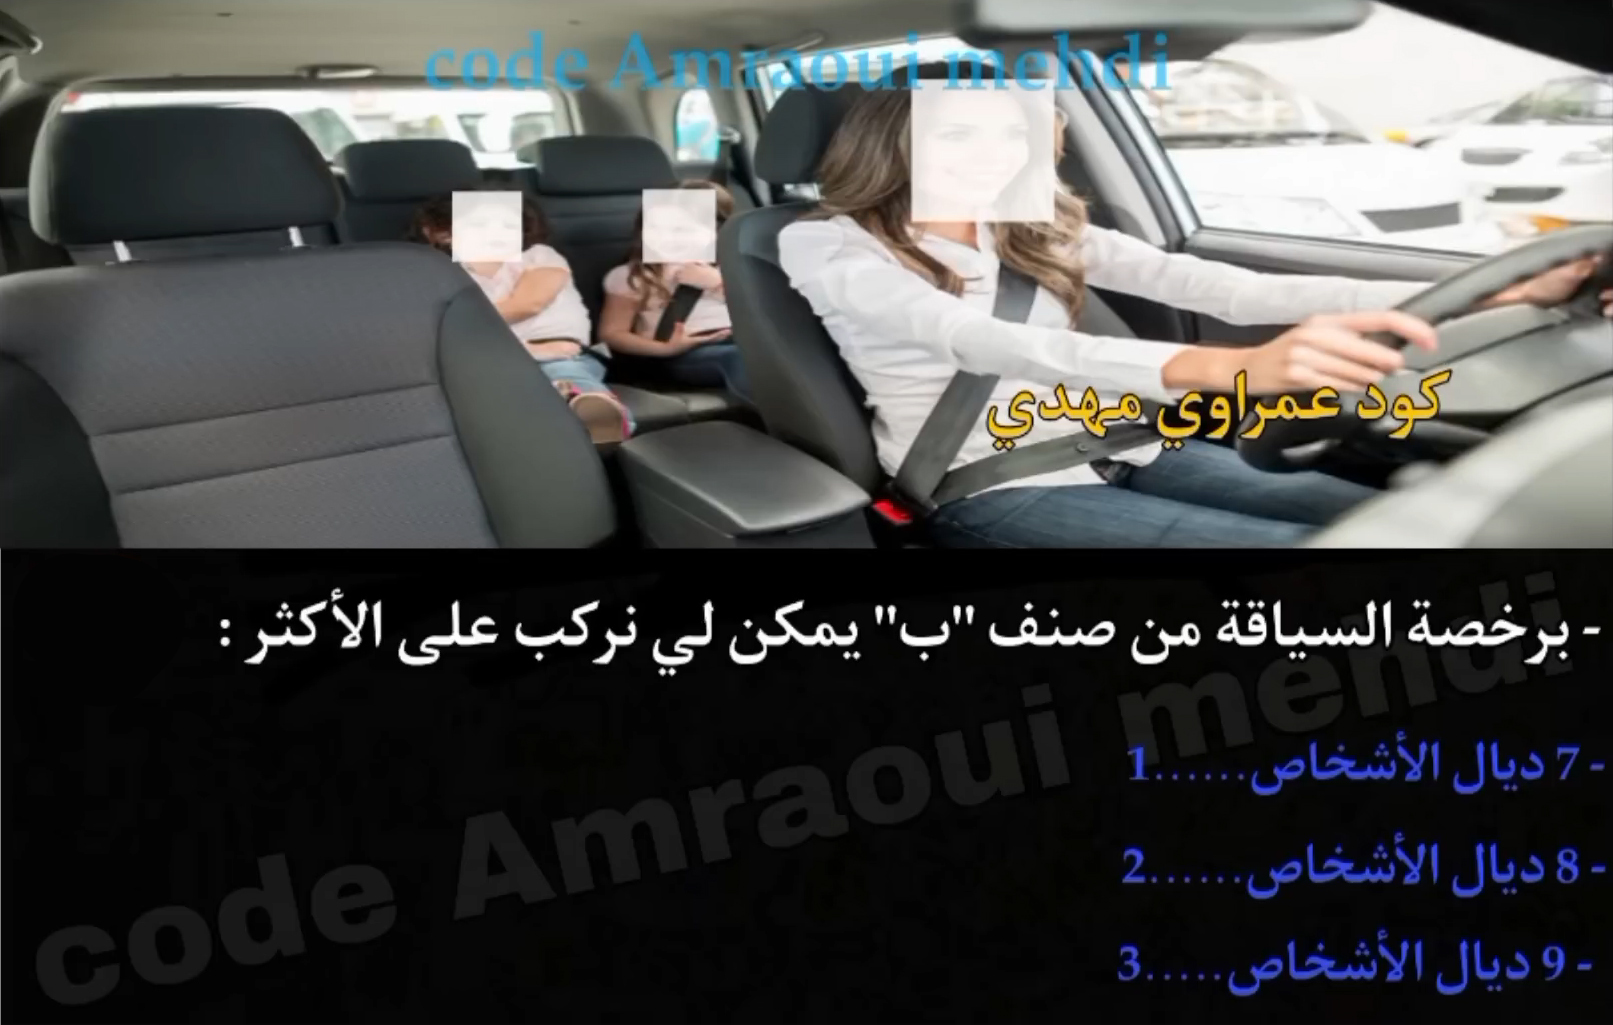 code Amraoui mehdi
كود عمراوي مهدي
- برخصة السياقة من صنف "ب" يمكن لي نركب على الأكثر :
- 7 ديال الأشخاص......1
- 8 ديال الأشخاص......2
- 9 ديال الأشخاص.....3
code Amraoui mehdi